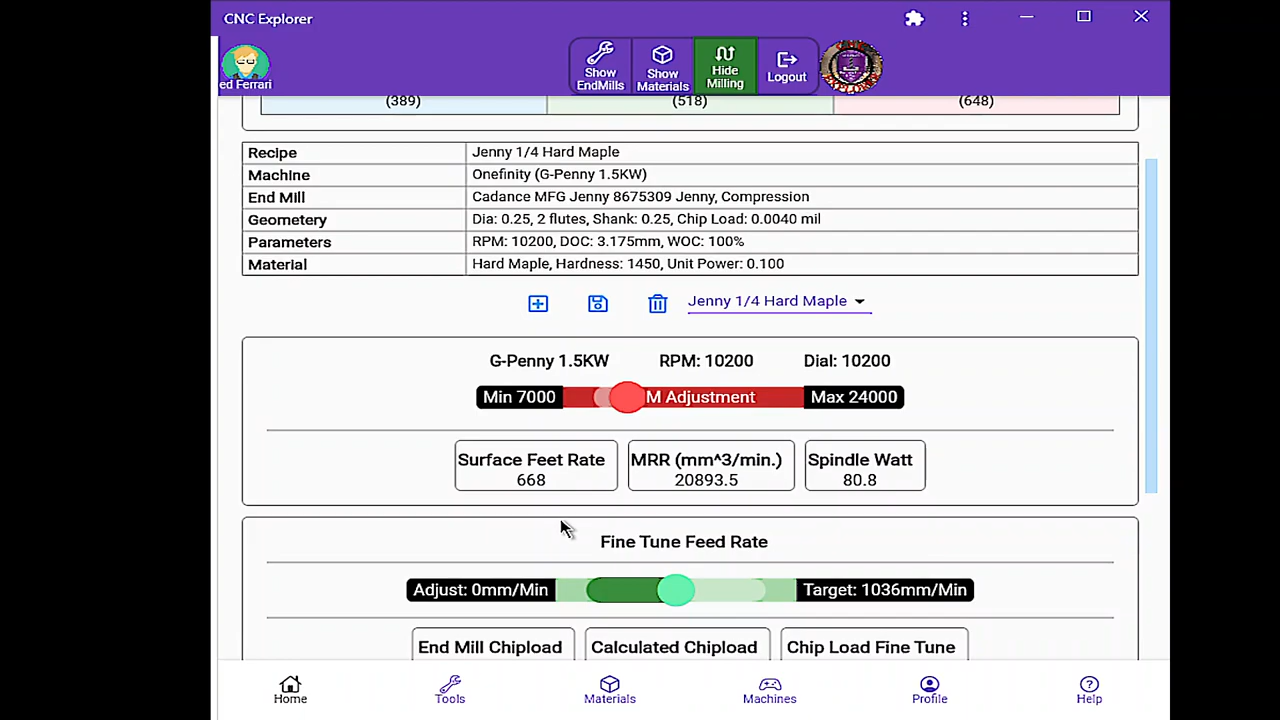 CNC Explorer
ed Ferrari
Show EndMills
Show Materials
Hide Milling
Logout
(389) (518) (648)
Recipe Jenny 1/4 Hard Maple
Machine Onefinity (G-Penny 1.5KW)
End Mill Cadance MFG Jenny 8675309 Jenny, Compression
Geometery Dia: 0.25, 2 flutes, Shank: 0.25, Chip Load: 0.0040 mil
Parameters RPM: 10200, DOC: 3.175mm, WOC: 100%
Material Hard Maple, Hardness: 1450, Unit Power: 0.100
Jenny 1/4 Hard Maple
G-Penny 1.5KW RPM: 10200 Dial: 10200
Min 7000 M Adjustment Max 24000
Surface Feet Rate MRR (mm^3/min.) Spindle Watt
668 20893.5 80.8
Fine Tune Feed Rate
Adjust: 0mm/Min Target: 1036mm/Min
End Mill Chipload Calculated Chipload Chip Load Fine Tune
Home Tools Materials Machines Profile Help